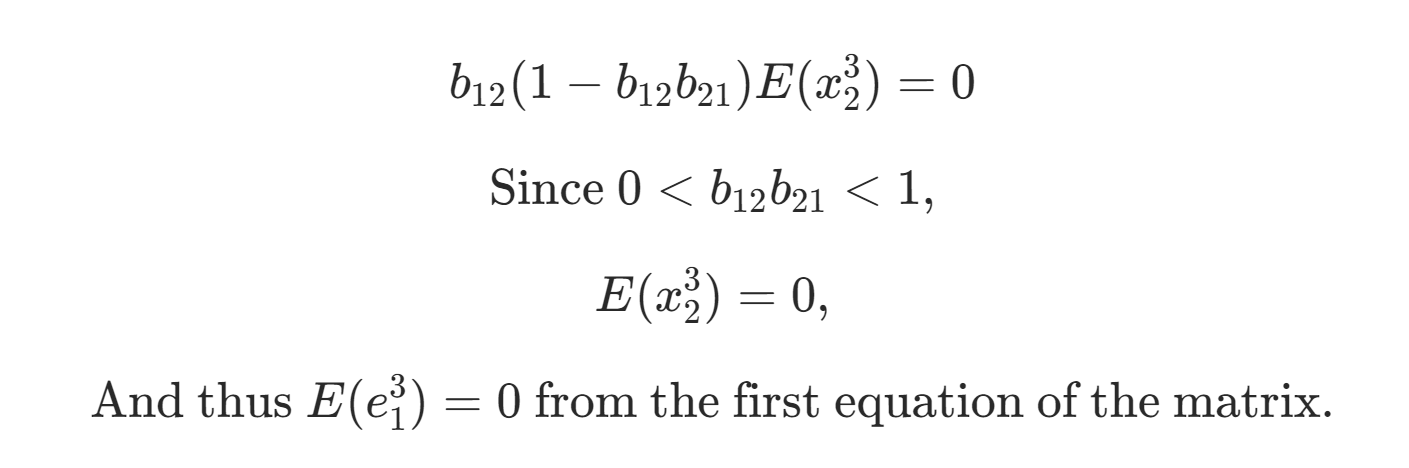 b₁₂(1 − b₁₂b₂₁)E(x₂³) = 0
Since 0 < b₁₂b₂₁ < 1,
E(x₂³) = 0,
And thus E(e₁³) = 0 from the first equation of the matrix.